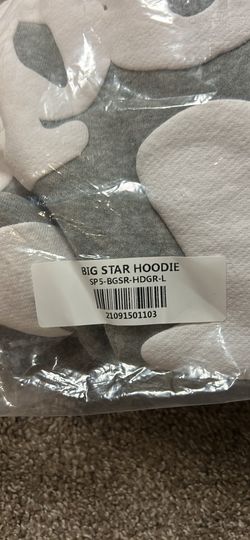 BIG STAR HOODIE
SP5-BGSR-HDGR-L
21091501103